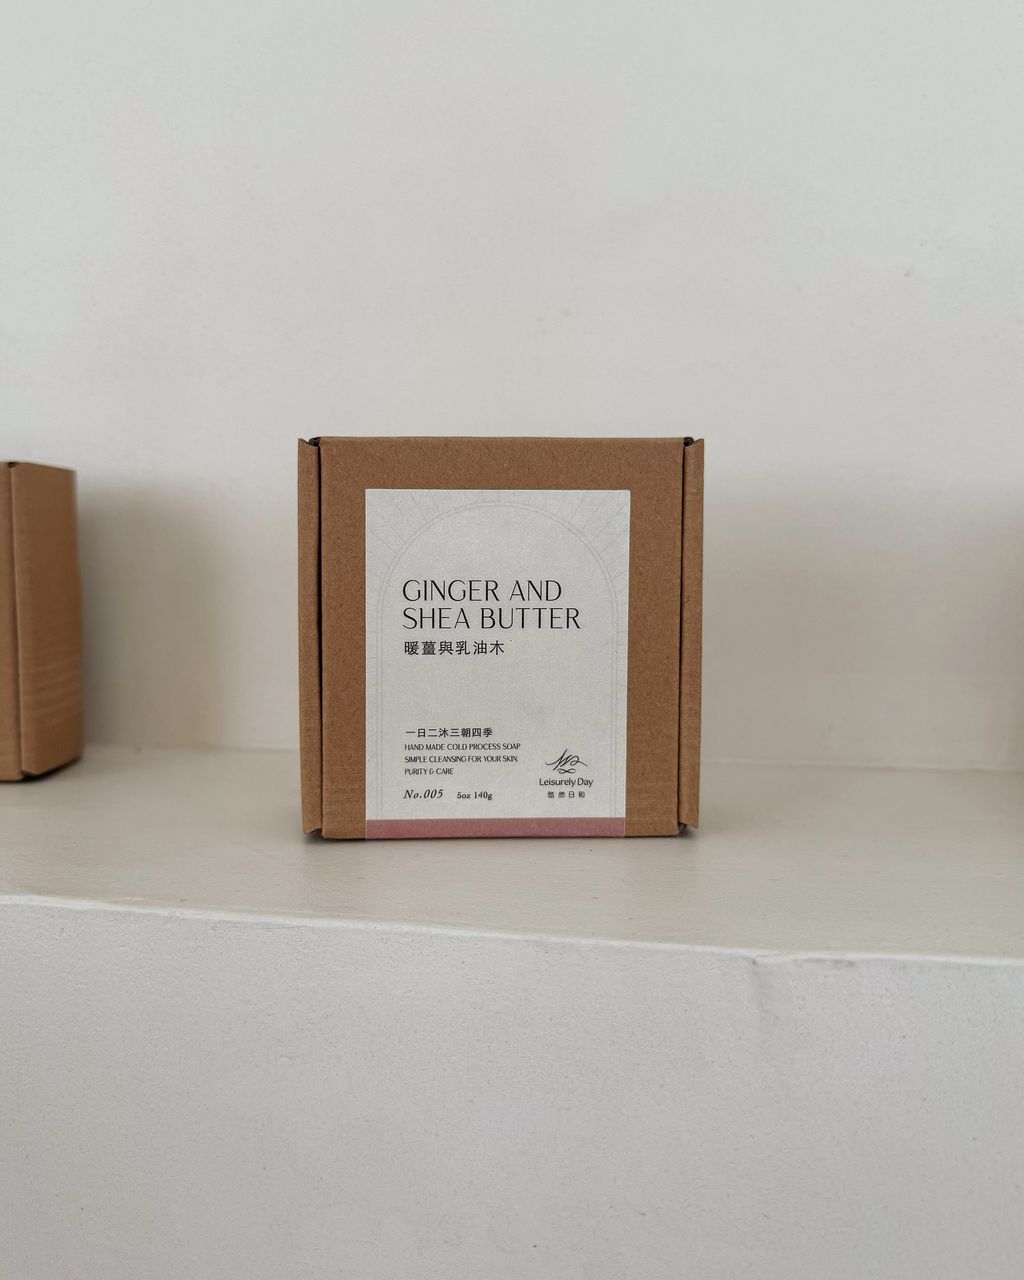 GINGER AND
SHEA BUTTER
暖薑與乳油木
一日二沐三朝四季
HAND MADE COLD PROCESS SOAP
SIMPLE CLEANSING FOR YOUR SKIN
PURITY & CARE
No.005 5oz 140g
Leisurely Day
悠然日和